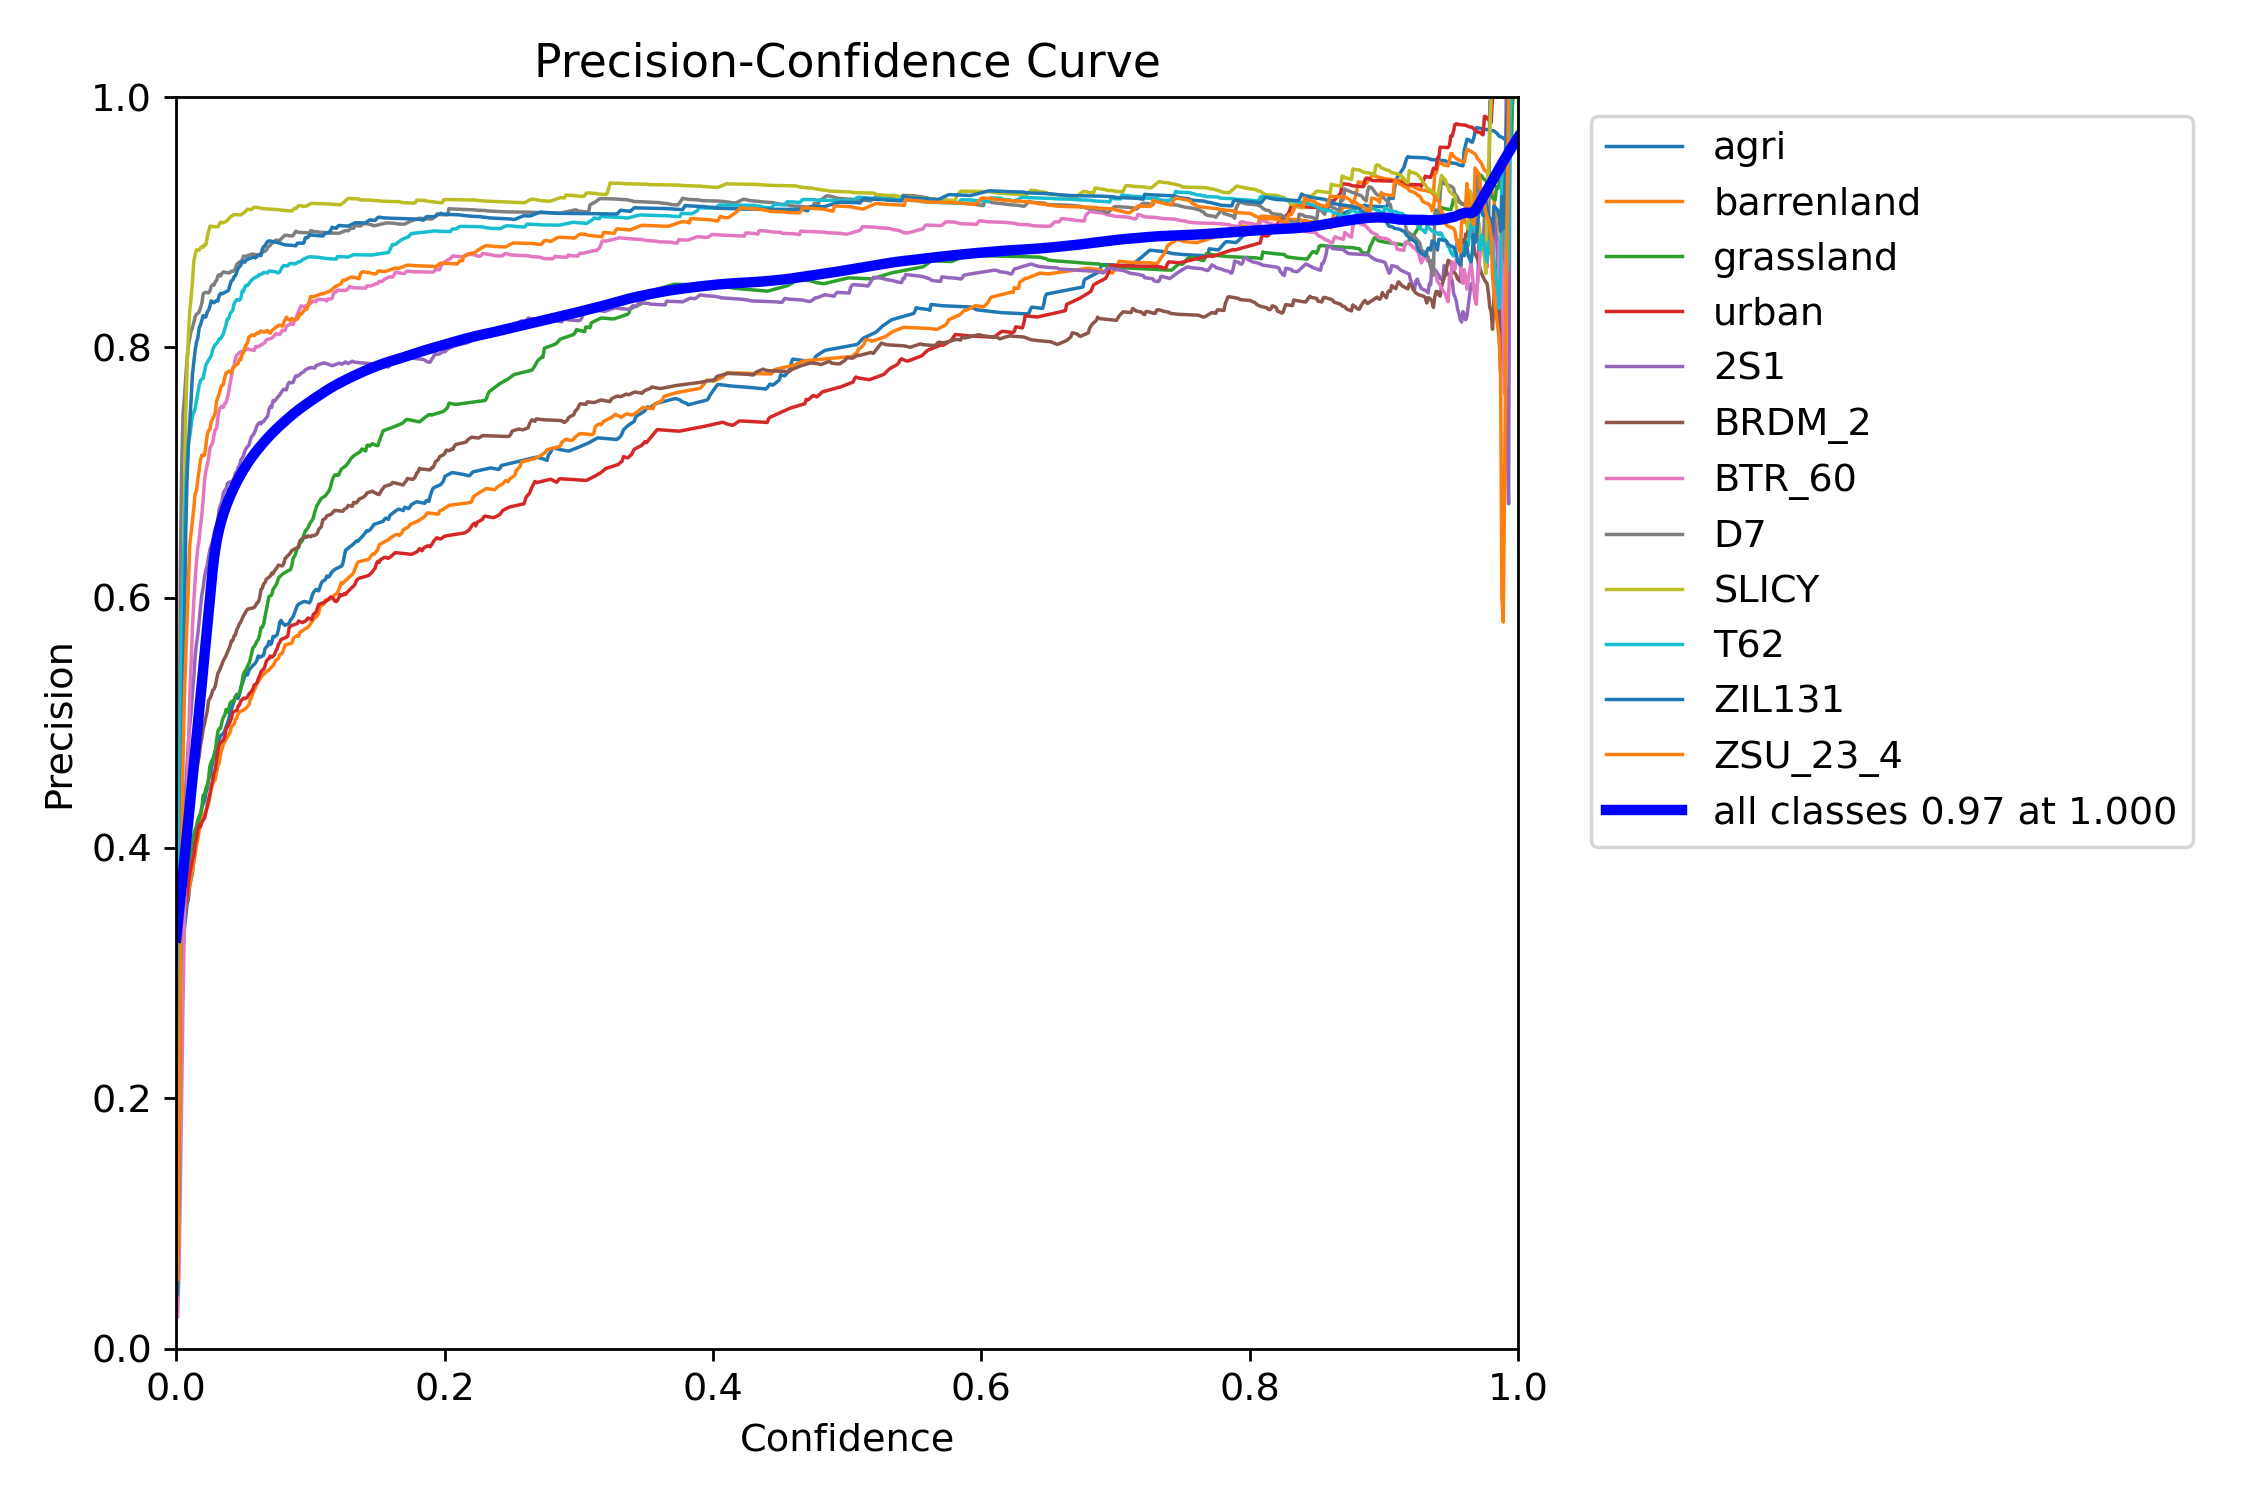 Precision-Confidence Curve
1.0
0.8
0.6
0.4
0.2
0.0
Precision
0.0 0.2 0.4 0.6 0.8 1.0
Confidence
agri
barrenland
grassland
urban
2S1
BRDM_2
BTR_60
D7
SLICY
T62
ZIL131
ZSU_23_4
all classes 0.97 at 1.000